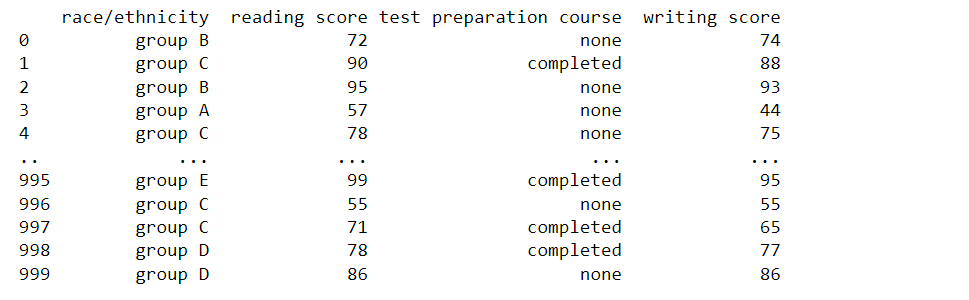 race/ethnicity reading score test preparation course writing score
0 group B 72 none 74
1 group C 90 completed 88
2 group B 95 none 93
3 group A 57 none 44
4 group C 78 none 75
.. ... ... ... ...
995 group E 99 completed 95
996 group C 55 none 55
997 group C 71 completed 65
998 group D 78 completed 77
999 group D 86 none 86